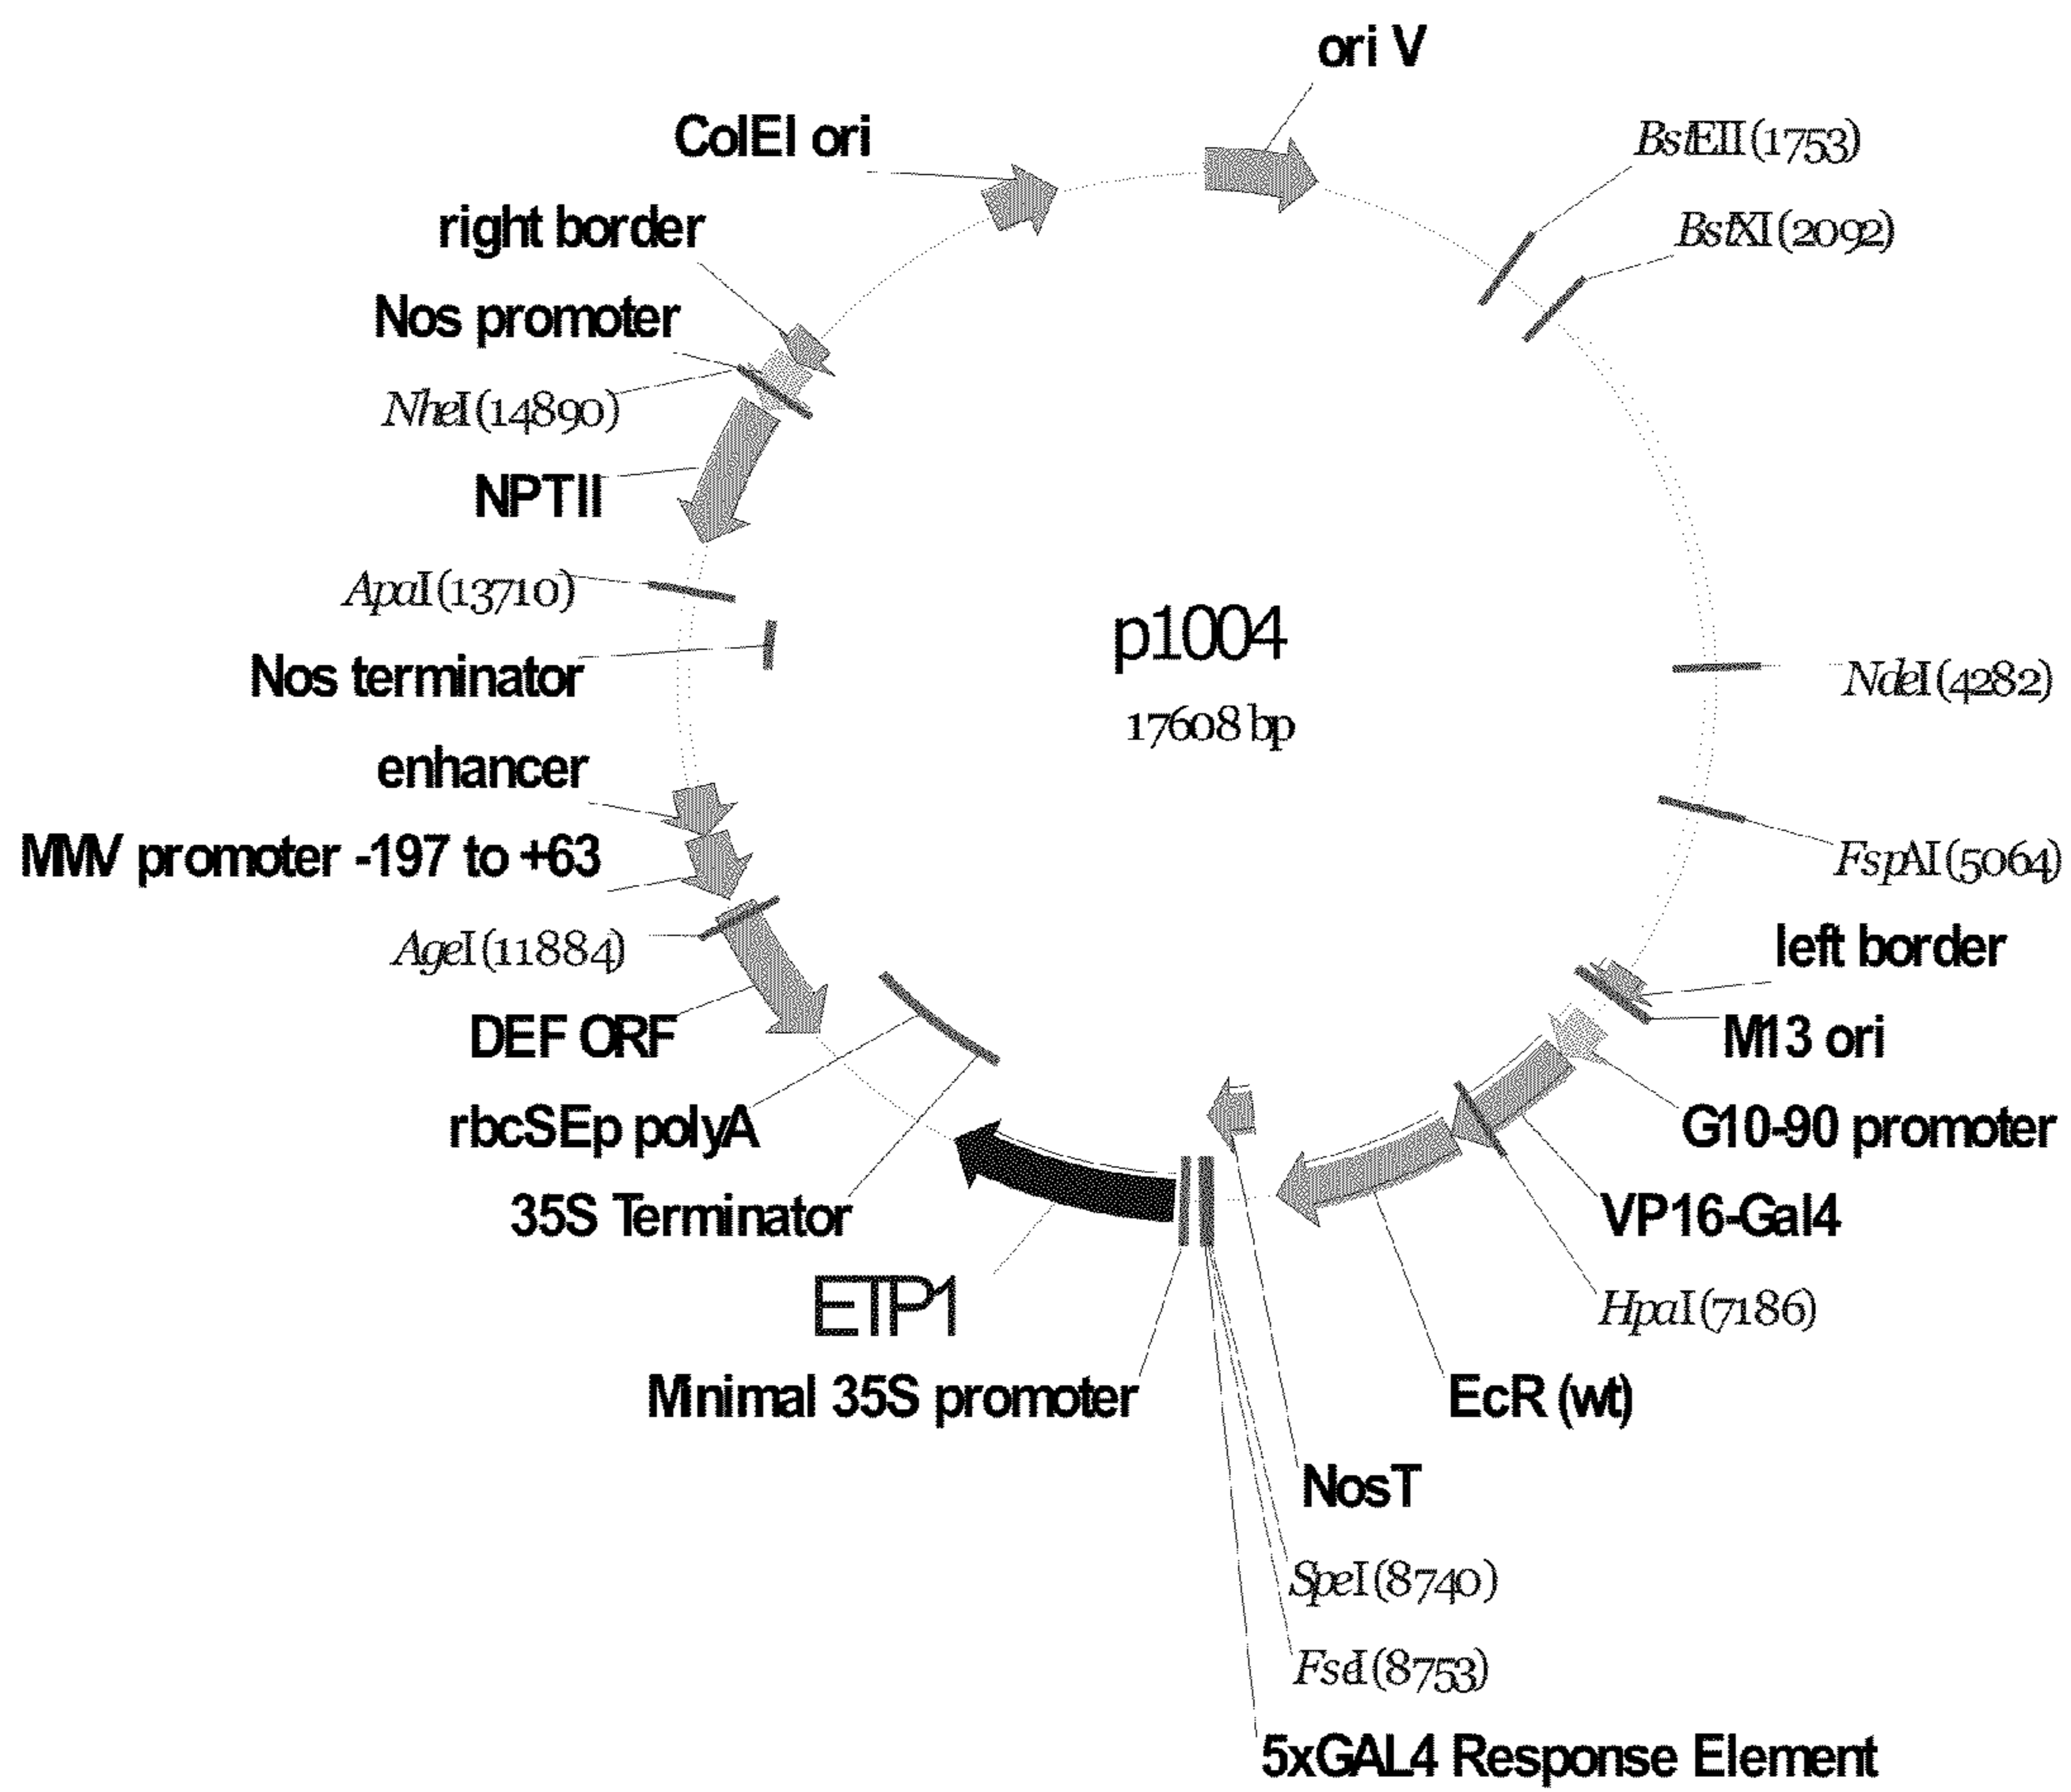 ori V
ColEI ori
BstEII (1753)
right border
BstXI (2092)
Nos promoter
NheI (14890)
NPTII
ApaI (13710)
p1004
Nos terminator
NdeI (4282)
17608 bp
enhancer
MMV promoter -197 to +63
FspAI (5064)
AgeI (11884)
left border
DEF ORF
M13 ori
rbcSEp polyA
G10-90 promoter
35S Terminator
VP16-Gal4
ETP1
HpaI (7186)
Minimal 35S promoter
EcR (wt)
NosT
SpeI (8740)
FseI (8753)
5xGAL4 Response Element